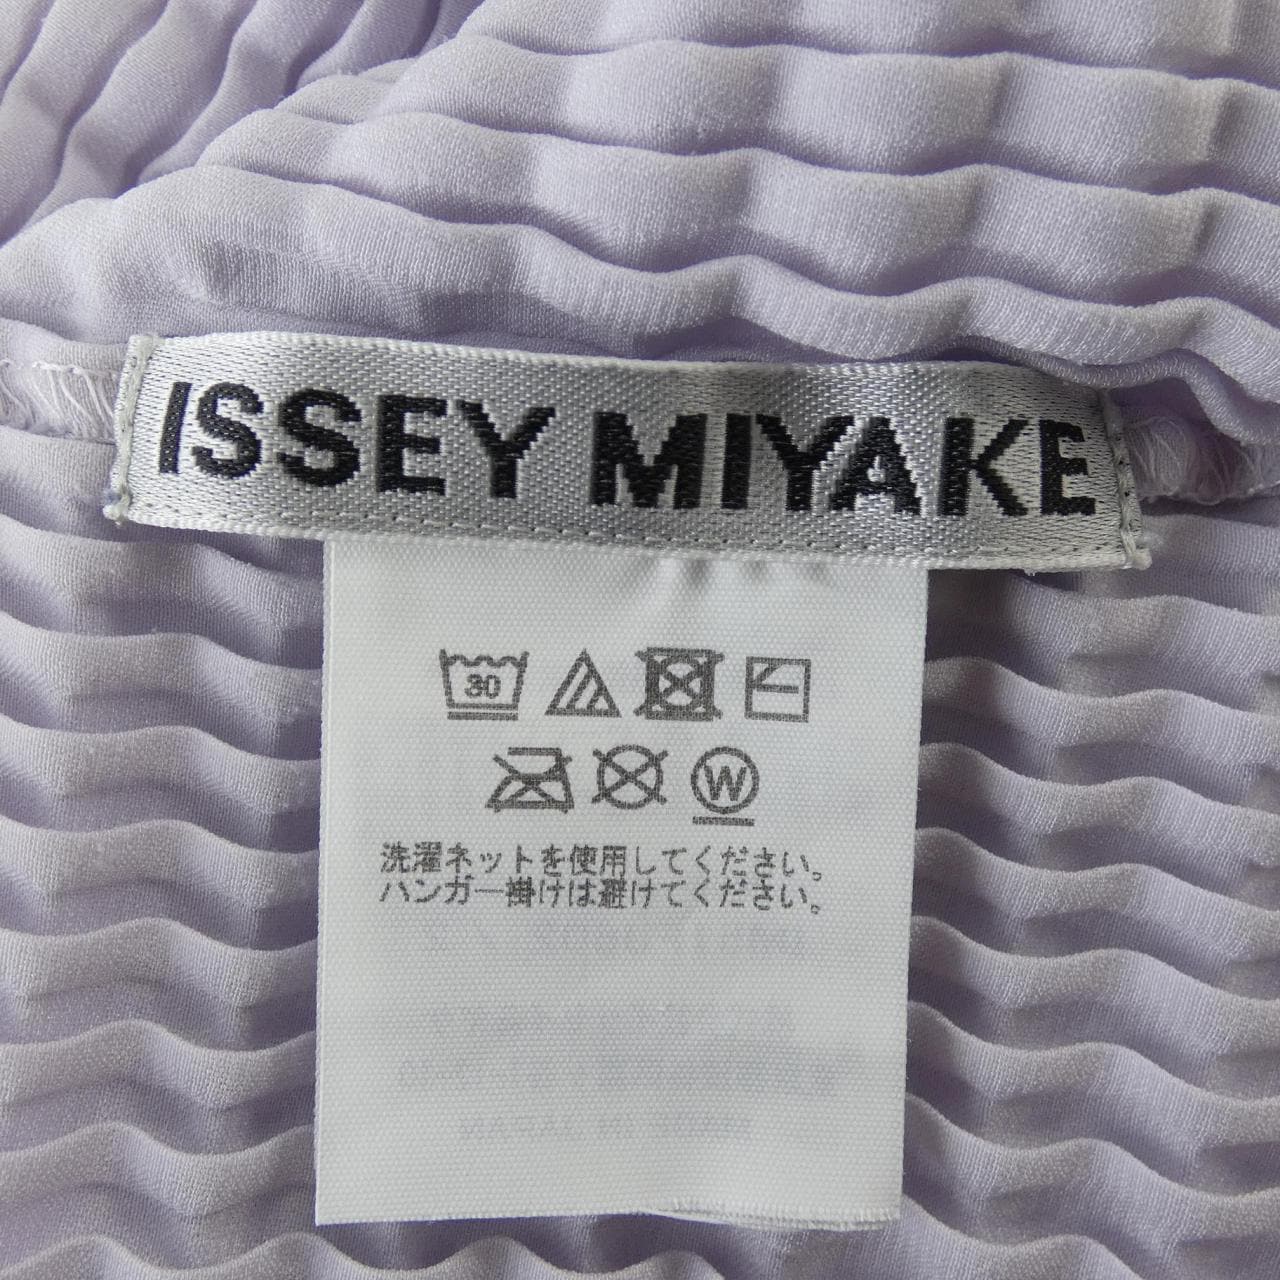 ISSEY MIYAKE
30
W
洗濯ネットを使用してください。
ハンガー掛けは避けてください。